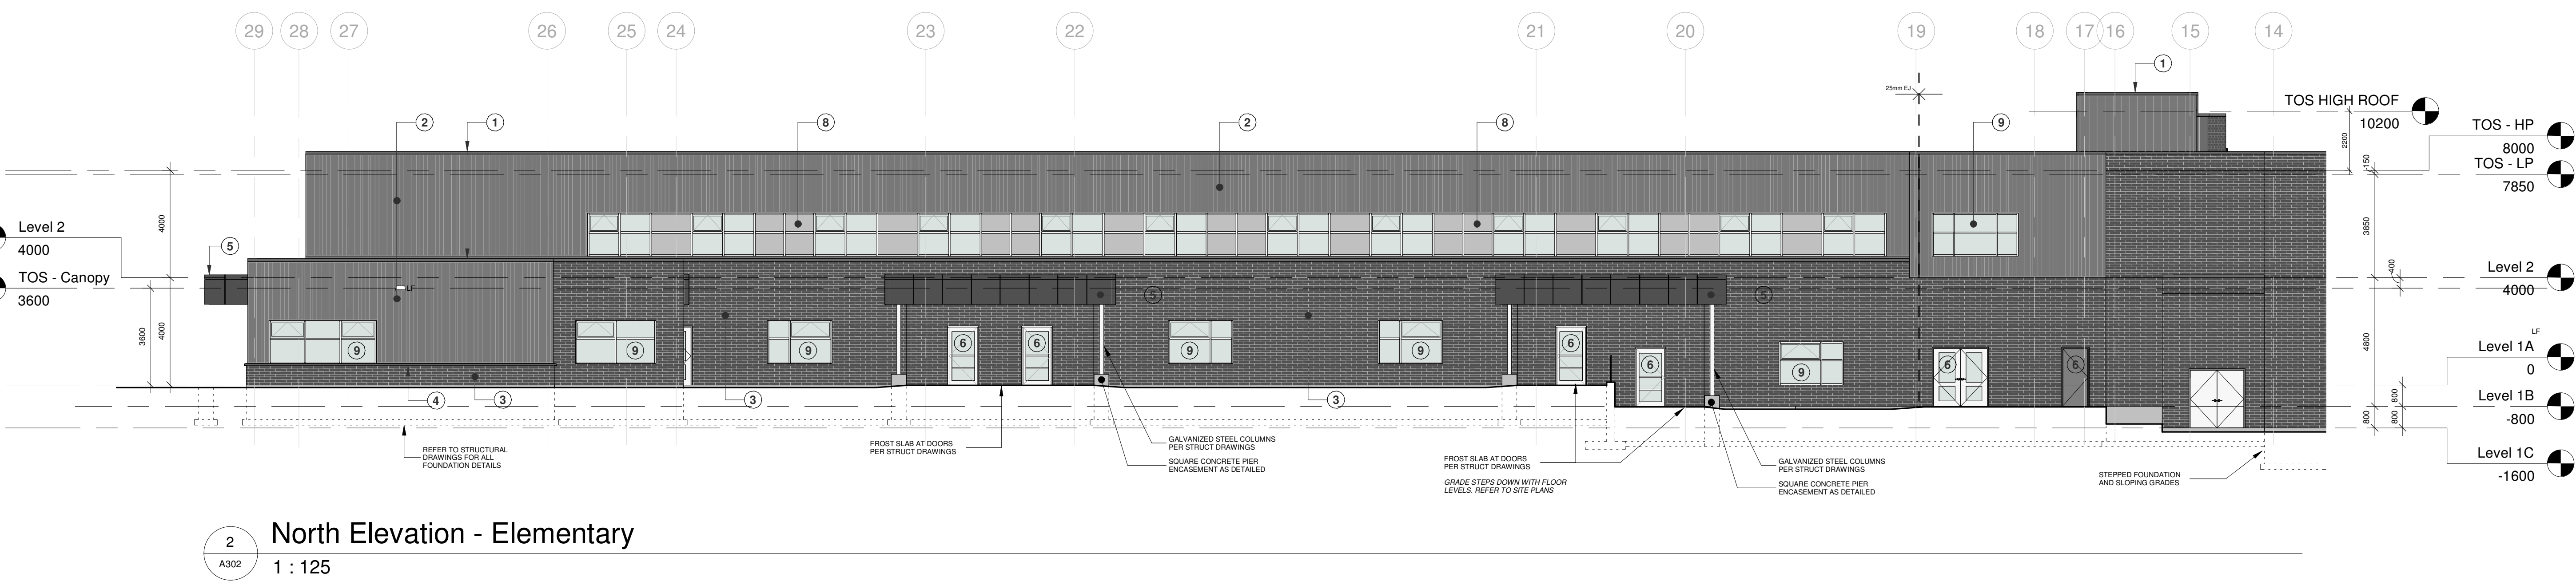 29 28 27 26 25 24 23 22 21 20 19 18 17 16 15 14
1
25mm EJ
TOS HIGH ROOF
10200
2 1 8 2 8 9
TOS - HP
8000
2200
150
TOS - LP
7850
4000
3850
Level 2
4000
5
TOS - Canopy
3600
LF
400
Level 2
4000
5 5
3600
4000
4800
9 9 9 6 6 9 9 6 6 9 6 6
LF
Level 1A
0
4 3 3 3
800
Level 1B
-800
800
800
Level 1C
-1600
REFER TO STRUCTURAL
DRAWINGS FOR ALL
FOUNDATION DETAILS
FROST SLAB AT DOORS
PER STRUCT DRAWINGS
GALVANIZED STEEL COLUMNS
PER STRUCT DRAWINGS
SQUARE CONCRETE PIER
ENCASEMENT AS DETAILED
FROST SLAB AT DOORS
PER STRUCT DRAWINGS
GRADE STEPS DOWN WITH FLOOR
LEVELS. REFER TO SITE PLANS
GALVANIZED STEEL COLUMNS
PER STRUCT DRAWINGS
SQUARE CONCRETE PIER
ENCASEMENT AS DETAILED
STEPPED FOUNDATION
AND SLOPING GRADES
2
A302
North Elevation - Elementary
1 : 125